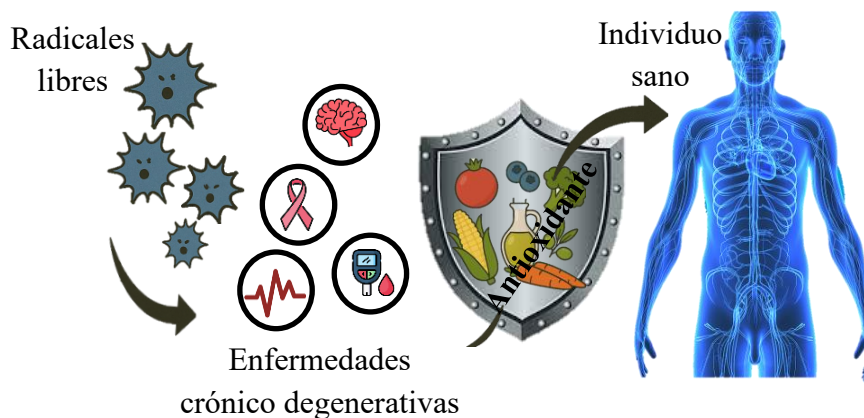 Radicales
libres
Enfermedades
crónico degenerativas
Antioxidante
Individuo
sano